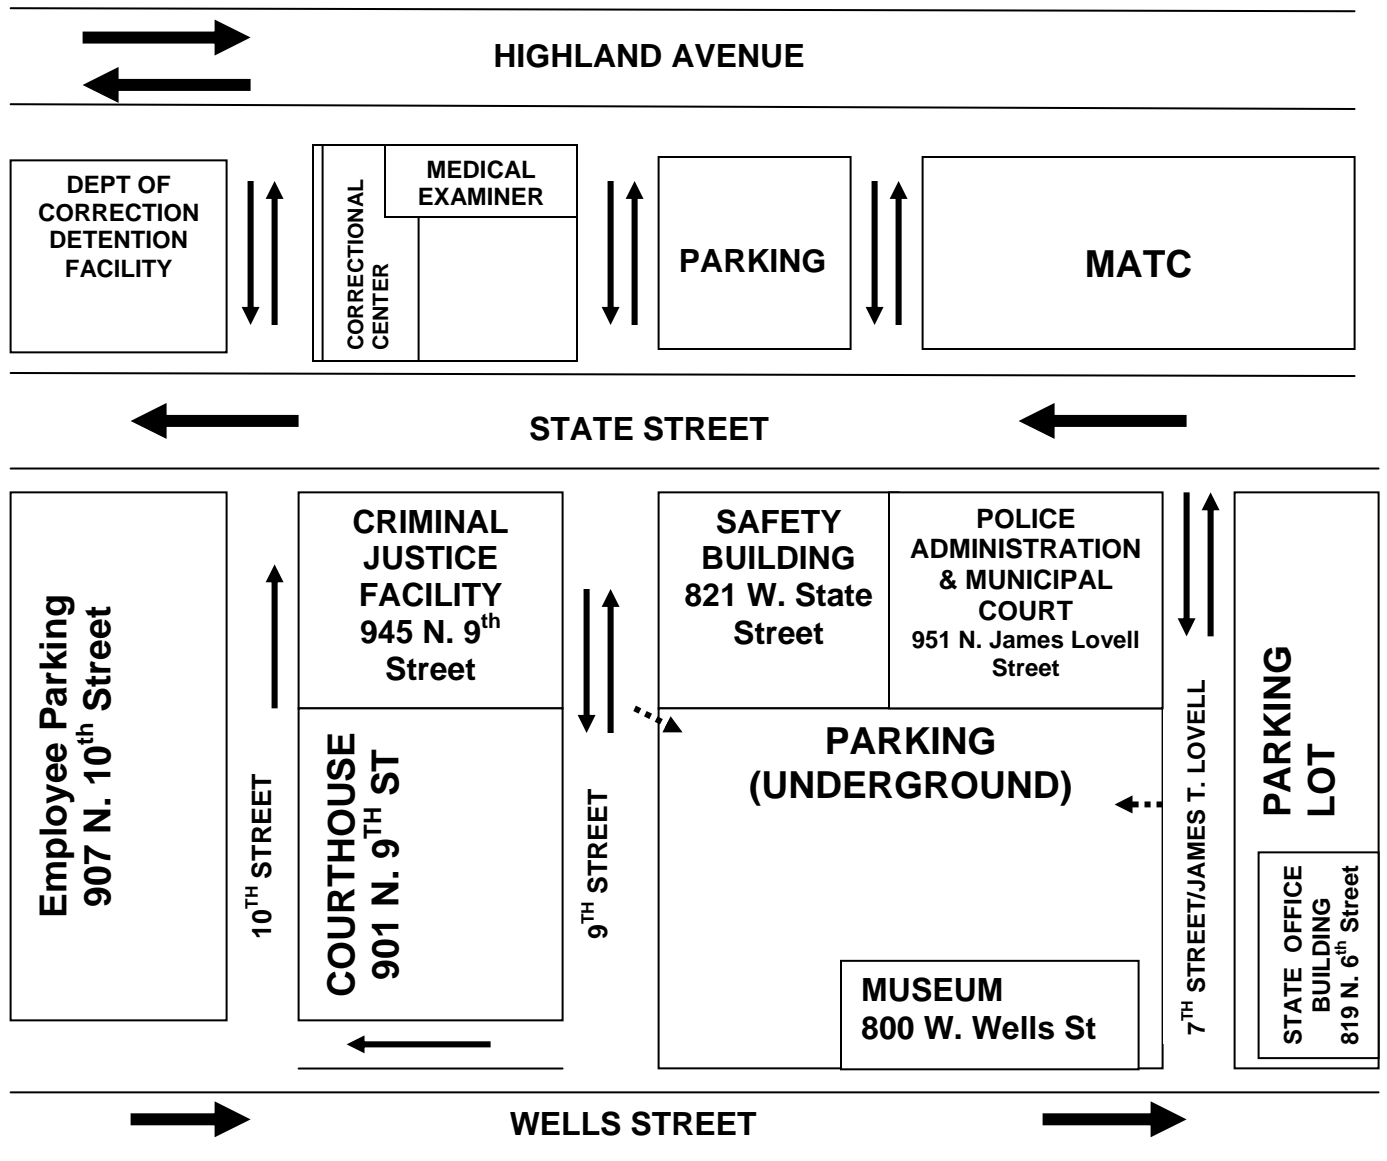 HIGHLAND AVENUE
DEPT OF
CORRECTION
DETENTION
FACILITY
CORRECTIONAL
CENTER
MEDICAL
EXAMINER
PARKING
MATC
STATE STREET
Employee Parking
907 N. 10th Street
10TH STREET
CRIMINAL
JUSTICE
FACILITY
945 N. 9th
Street
COURTHOUSE
901 N. 9TH ST
9TH STREET
SAFETY
BUILDING
821 W. State
Street
POLICE
ADMINISTRATION
& MUNICIPAL
COURT
951 N. James Lovell
Street
PARKING
(UNDERGROUND)
MUSEUM
800 W. Wells St
7TH STREET/JAMES T. LOVELL
PARKING
LOT
STATE OFFICE
BUILDING
819 N. 6th Street
WELLS STREET